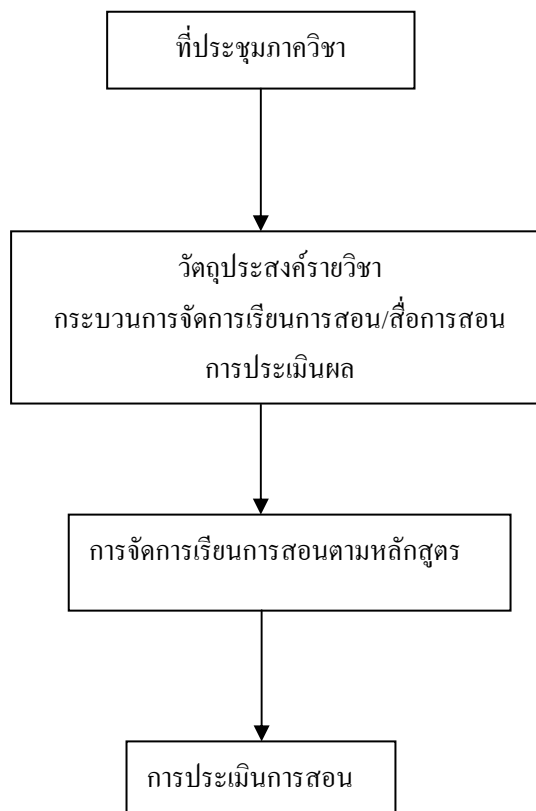 ที่ประชุมภาควิชา
วัตถุประสงค์รายวิชา
กระบวนการจัดการเรียนการสอน/สื่อการสอน
การประเมินผล
การจัดการเรียนการสอนตามหลักสูตร
การประเมินการสอน